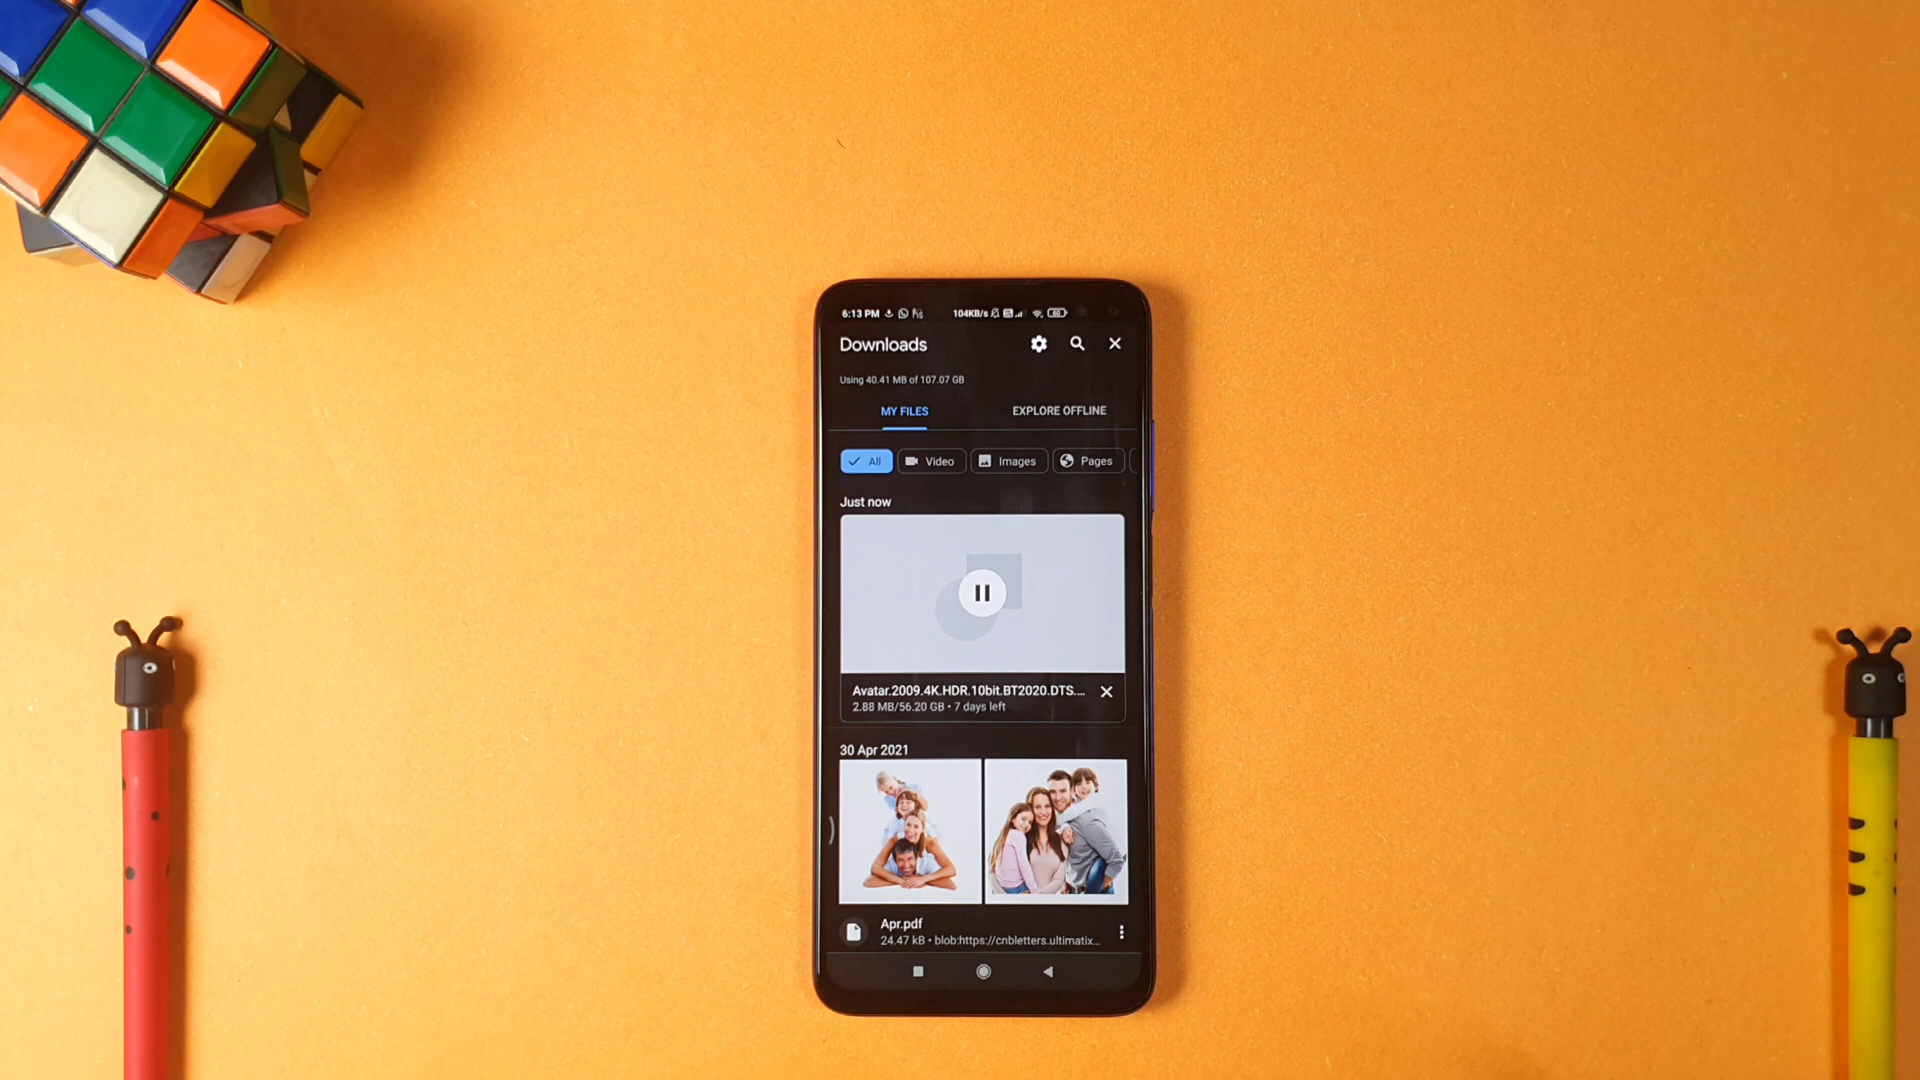 6:13 PM
104KB/s
60
Downloads
Using 40.41 MB of 107.07 GB
MY FILES
EXPLORE OFFLINE
All
Video
Images
Pages
Just now
Avatar.2009.4K.HDR.10bit.BT2020.DTS....
2.88 MB/56.20 GB • 7 days left
30 Apr 2021
Apr.pdf
24.47 kB • blob:https://cnbletters.ultimatix...